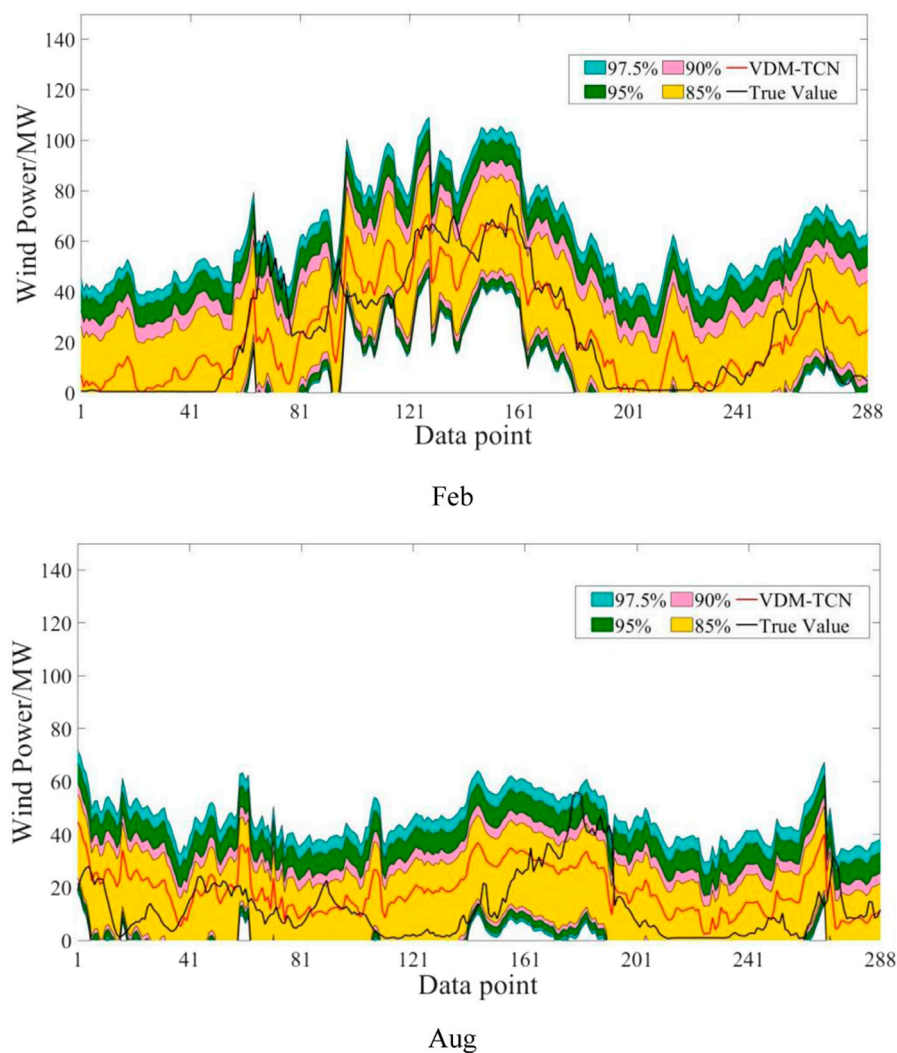 140
120
100
80
60
40
20
0
Wind Power/MW
97.5% 90% VDM-TCN
95% 85% True Value
1 41 81 121 161 201 241 288
Data point
Feb
140
120
100
80
60
40
20
0
Wind Power/MW
97.5% 90% VDM-TCN
95% 85% True Value
1 41 81 121 161 201 241 288
Data point
Aug